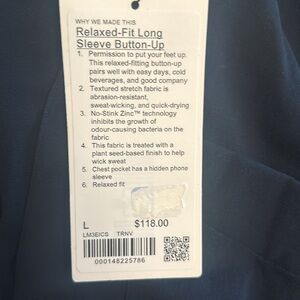 WHY WE MADE THIS
Relaxed-Fit Long
Sleeve Button-Up
1. Permission to put your feet up.
This relaxed-fitting button-up
pairs well with easy days, cold
beverages, and good company
2. Textured stretch fabric is
abrasion-resistant,
sweat-wicking, and quick-drying
3. No-Stink Zinc™ technology
inhibits the growth of
odour-causing bacteria on the
fabric
4. This fabric is treated with a
plant seed-based finish to help
wick sweat
5. Chest pocket has a hidden phone
sleeve
6. Relaxed fit
L $118.00
LM3EICS TRNV
000148225786